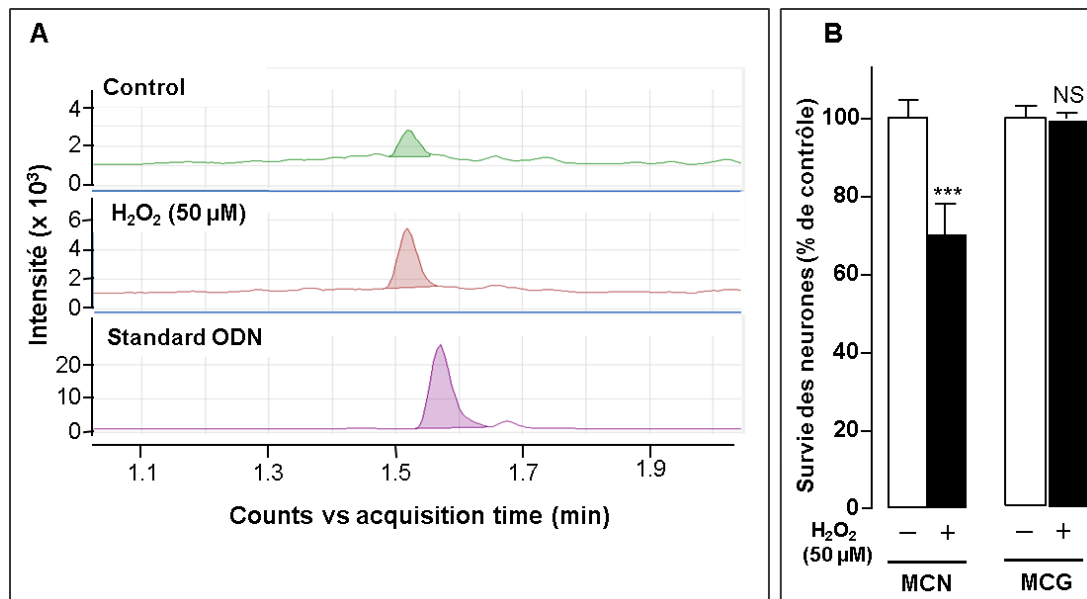 A
Control
4
2
0
H₂O₂ (50 µM)
6
4
2
0
Standard ODN
20
10
0
Intensité (x 10³)
1.1 1.3 1.5 1.7 1.9
Counts vs acquisition time (min)
B
Survie des neurones (% de contrôle)
100
80
60
40
20
0
***
NS
H₂O₂ − + − +
(50 µM)
MCN MCG